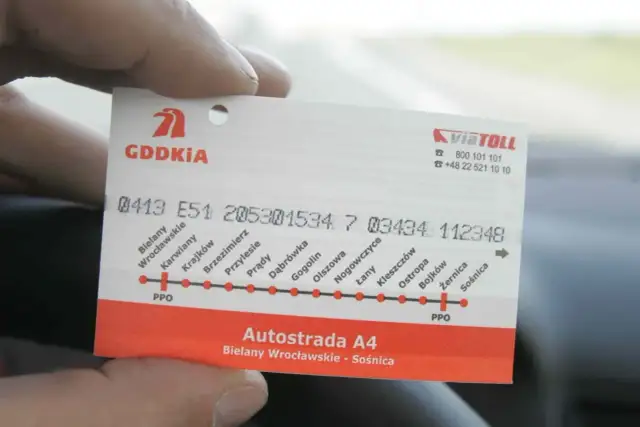 GDDKiA
viaTOLL
☎ 800 101 101
☎ +48 22 521 10 10
0413 E51 205301534 7 03434 112348
Bielany Wrocławskie
Karwiany
Krajków
Brzezimierz
Przylesie
Prądy
Dąbrówka
Gogolin
Olszowa
Nogowczyce
Łany
Kleszczów
Ostropa
Bojków
Żernica
Sośnica
PPO
PPO
Autostrada A4
Bielany Wrocławskie - Sośnica